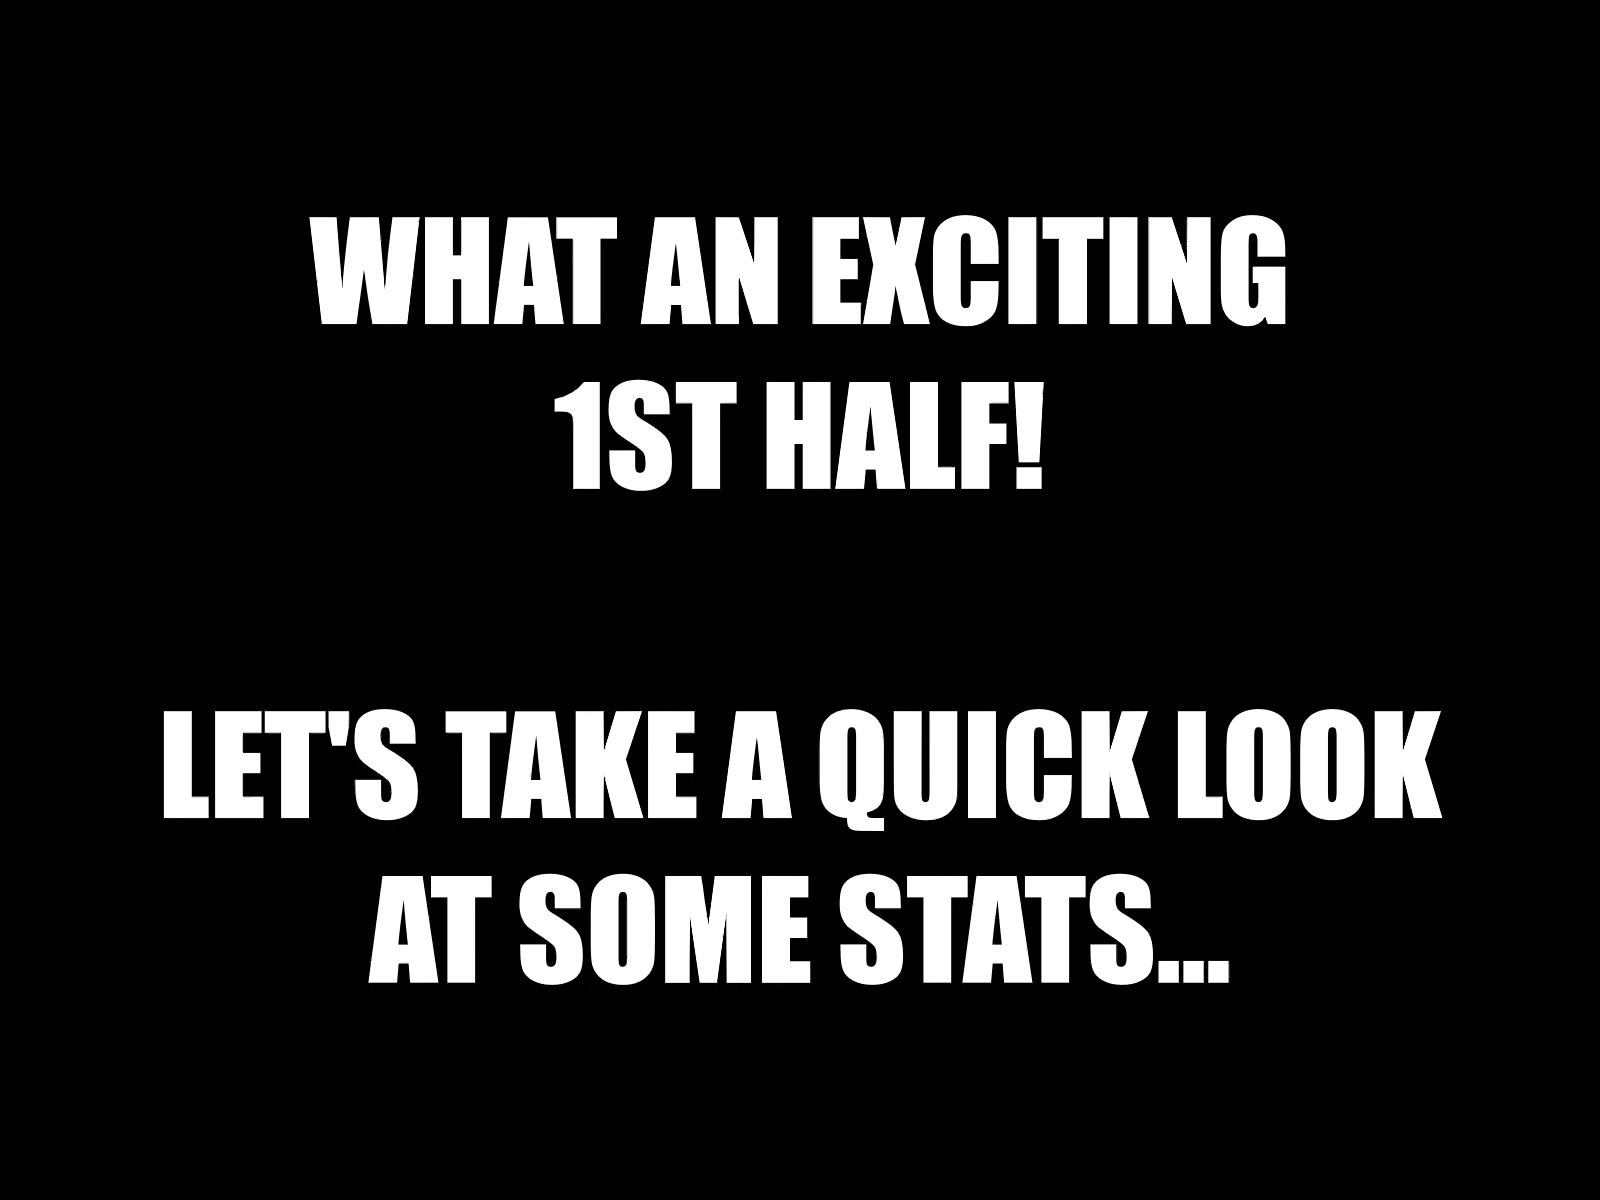 WHAT AN EXCITING
1ST HALF!
LET'S TAKE A QUICK LOOK
AT SOME STATS...